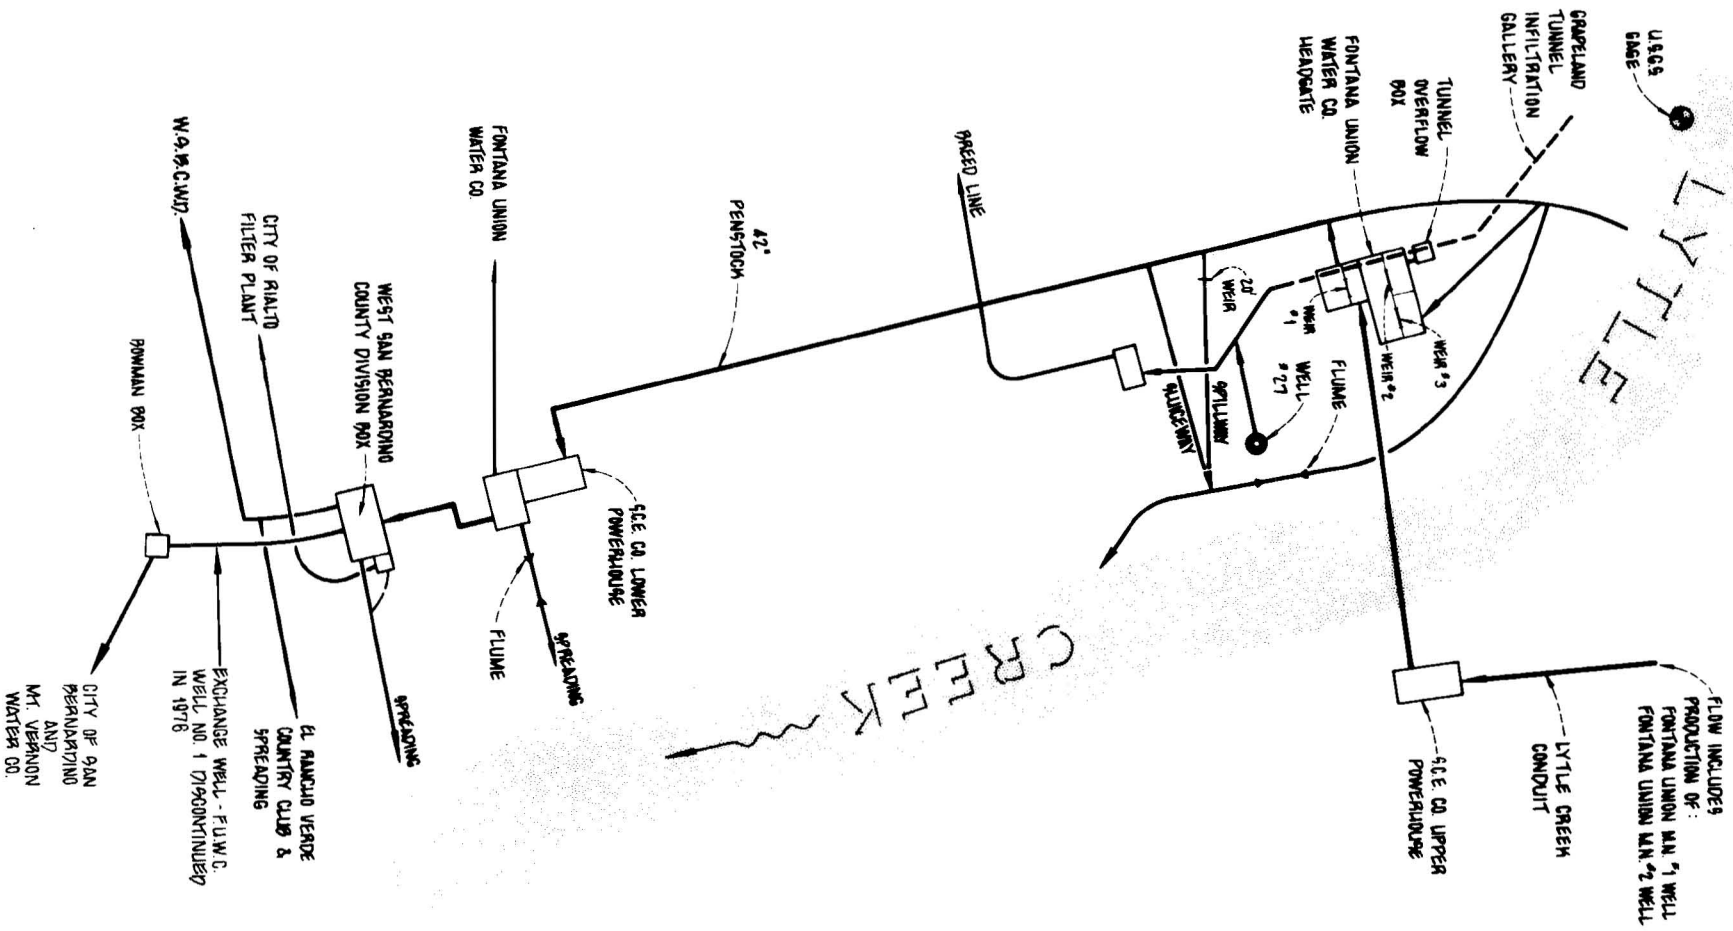 U.S.G.S
GAGE
GRAPELAND
TUNNEL
INFILTRATION
GALLERY
TUNNEL
OVERFLOW
BOX
FONTANA UNION
WATER CO.
HEADGATE
LYTLE
WEIR #3
WEIR #2
WEIR
#1
FLUME
WELL
#27
20'
WEIR
SPILLWAY
SLUICEWAY
BREED LINE
42"
PENSTOCK
FLOW INCLUDES
PRODUCTION OF:
FONTANA UNION M.N. #1 WELL
FONTANA UNION M.N. #2 WELL
LYTLE CREEK
CONDUIT
S.C.E. CO. UPPER
POWERHOUSE
CREEK
FONTANA UNION
WATER CO.
S.C.E. CO. LOWER
POWERHOUSE
SPREADING
FLUME
WEST SAN BERNARDINO
COUNTY DIVISION BOX
SPREADING
CITY OF RIALTO
FILTER PLANT
W.S.B.C.W.D.
EL RANCHO VERDE
COUNTRY CLUB &
SPREADING
EXCHANGE WELL - F.U.W.C.
WELL NO. 1 DISCONTINUED
IN 1976
BOWMAN BOX
CITY OF SAN
BERNARDINO
AND
MT. VERNON
WATER CO.